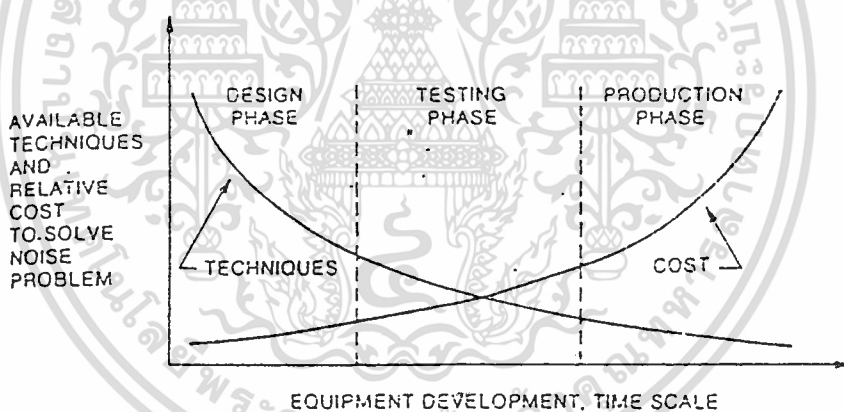 AVAILABLE
TECHNIQUES
AND
RELATIVE
COST
TO SOLVE
NOISE
PROBLEM
DESIGN
PHASE
TESTING
PHASE
PRODUCTION
PHASE
TECHNIQUES
COST
EQUIPMENT DEVELOPMENT, TIME SCALE